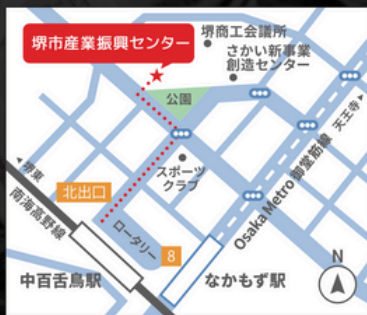 堺商工会議所
堺市産業振興センター
さかい新事業
創造センター
公園
天王寺
スポーツ
クラブ
Osaka Metro 御堂筋線
堺東
北出口
南海高野線
ロータリー
8
N
中百舌鳥駅
なかもず駅